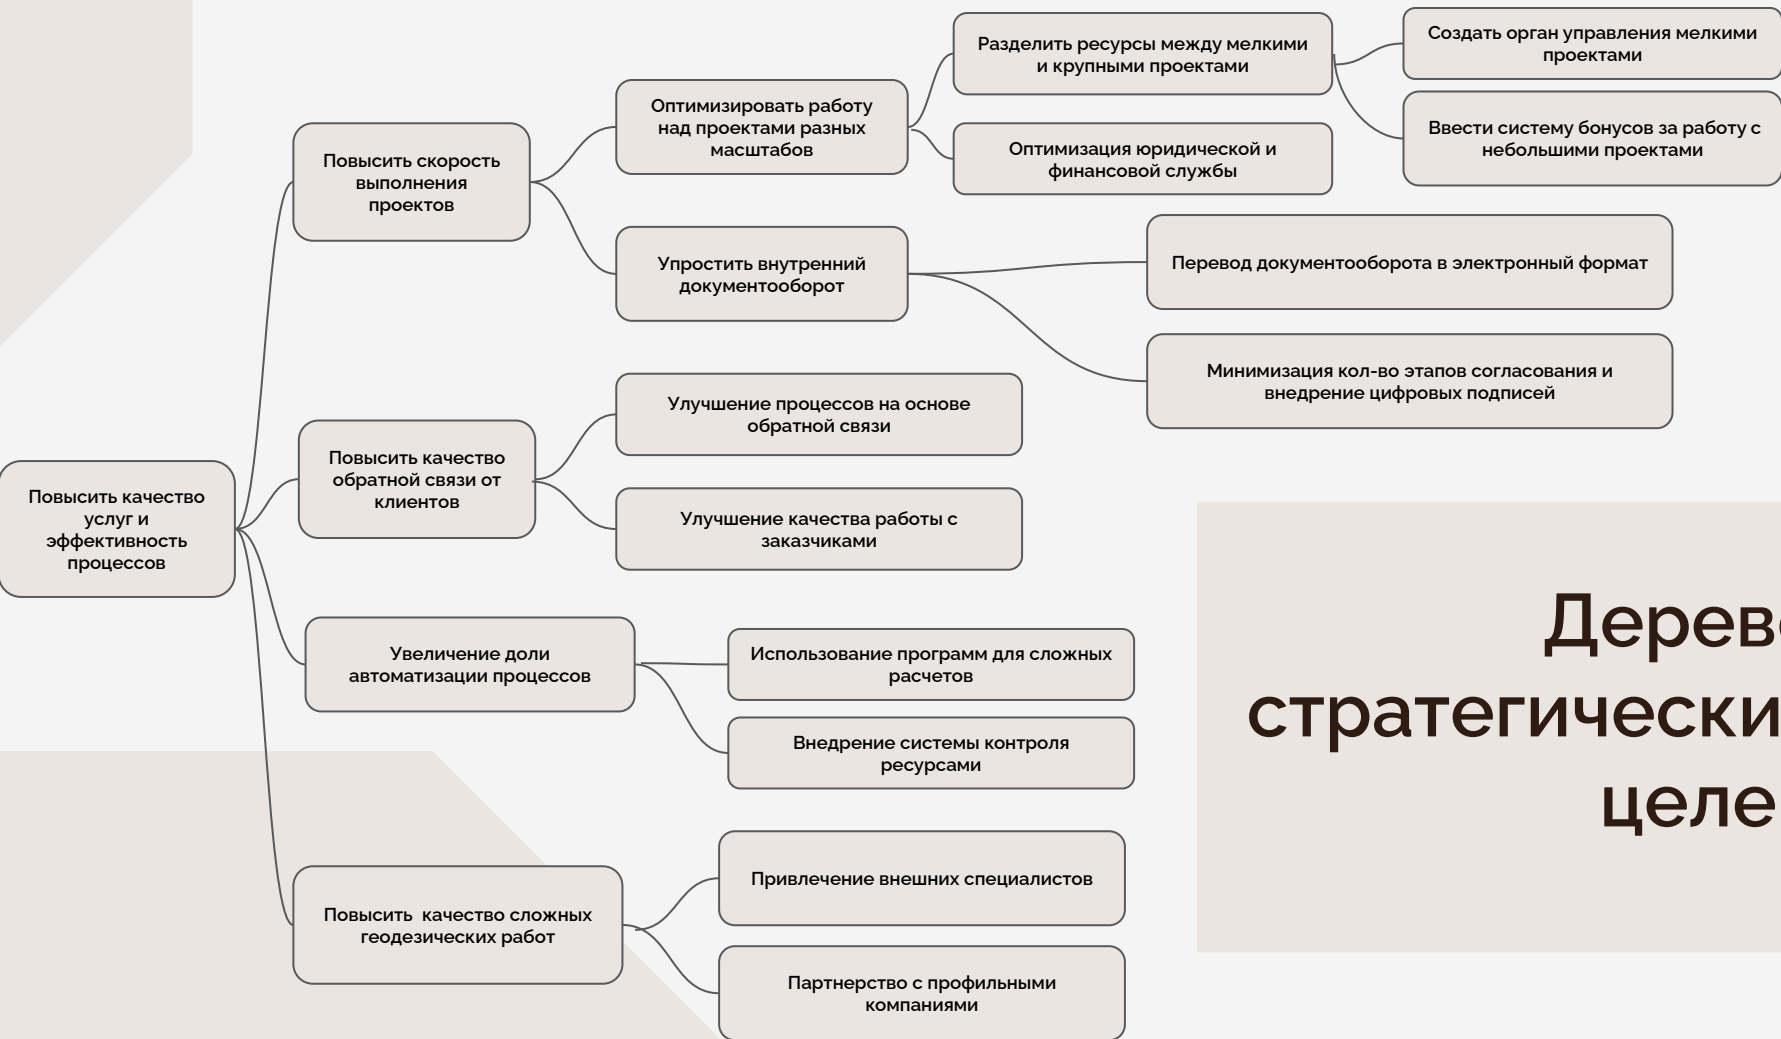 Разделить ресурсы между мелкими
и крупными проектами
Создать орган управления мелкими
проектами
Оптимизировать работу
над проектами разных
масштабов
Ввести систему бонусов за работу с
небольшими проектами
Оптимизация юридической и
финансовой службы
Повысить скорость
выполнения
проектов
Упростить внутренний
документооборот
Перевод документооборота в электронный формат
Минимизация кол-во этапов согласования и
внедрение цифровых подписей
Улучшение процессов на основе
обратной связи
Повысить качество
обратной связи от
клиентов
Улучшение качества работы с
заказчиками
Повысить качество
услуг и
эффективность
процессов
Увеличение доли
автоматизации процессов
Использование программ для сложных
расчетов
Внедрение системы контроля
ресурсами
Повысить качество сложных
геодезических работ
Привлечение внешних специалистов
Партнерство с профильными
компаниями
Дерев
стратегически
целе